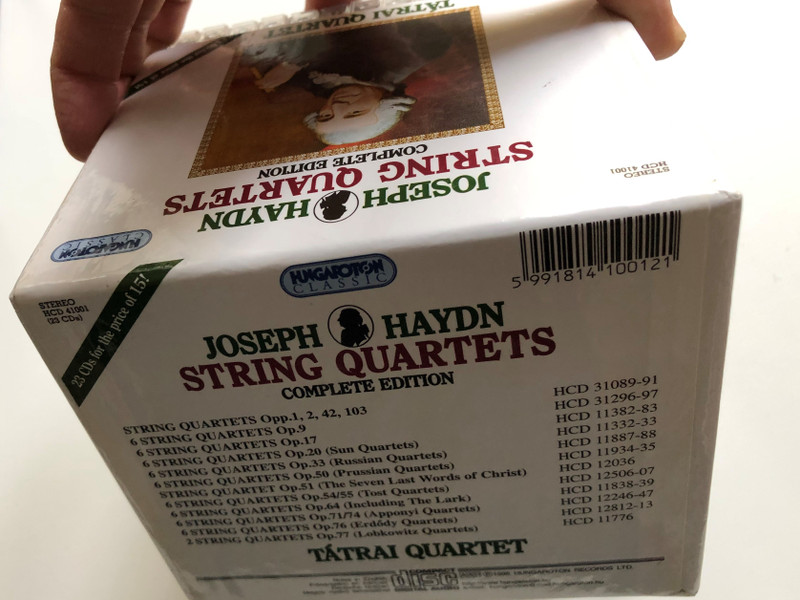 TÁTRAI QUARTET
COMPLETE EDITION
STRING QUARTETS
JOSEPH HAYDN
STEREO
HCD 41001
HUNGAROTON
CLASSIC
HUNGAROTON
CLASSIC
5 991814 100121
STEREO
HCD 41001
(23 CDs)
23 CDs for the price of 15!
JOSEPH HAYDN
STRING QUARTETS
COMPLETE EDITION
STRING QUARTETS Opp.1, 2, 42, 103 HCD 31089-91
6 STRING QUARTETS Op.9 HCD 31296-97
6 STRING QUARTETS Op.17 HCD 11382-83
6 STRING QUARTETS Op.20 (Sun Quartets) HCD 11332-33
6 STRING QUARTETS Op.33 (Russian Quartets) HCD 11887-88
6 STRING QUARTETS Op.50 (Prussian Quartets) HCD 11934-35
STRING QUARTET Op.51 (The Seven Last Words of Christ) HCD 12036
6 STRING QUARTETS Op.54/55 (Tost Quartets) HCD 12506-07
6 STRING QUARTETS Op.64 (Including The Lark) HCD 11838-39
6 STRING QUARTETS Op.71/74 (Apponyi Quartets) HCD 12246-47
6 STRING QUARTETS Op.76 (Erdődy Quartets) HCD 12812-13
2 STRING QUARTETS Op.77 (Lobkowitz Quartets) HCD 11776
TÁTRAI QUARTET
COMPACT
disc
DIGITAL AUDIO
HUNGAROTON RECORDS LTD.